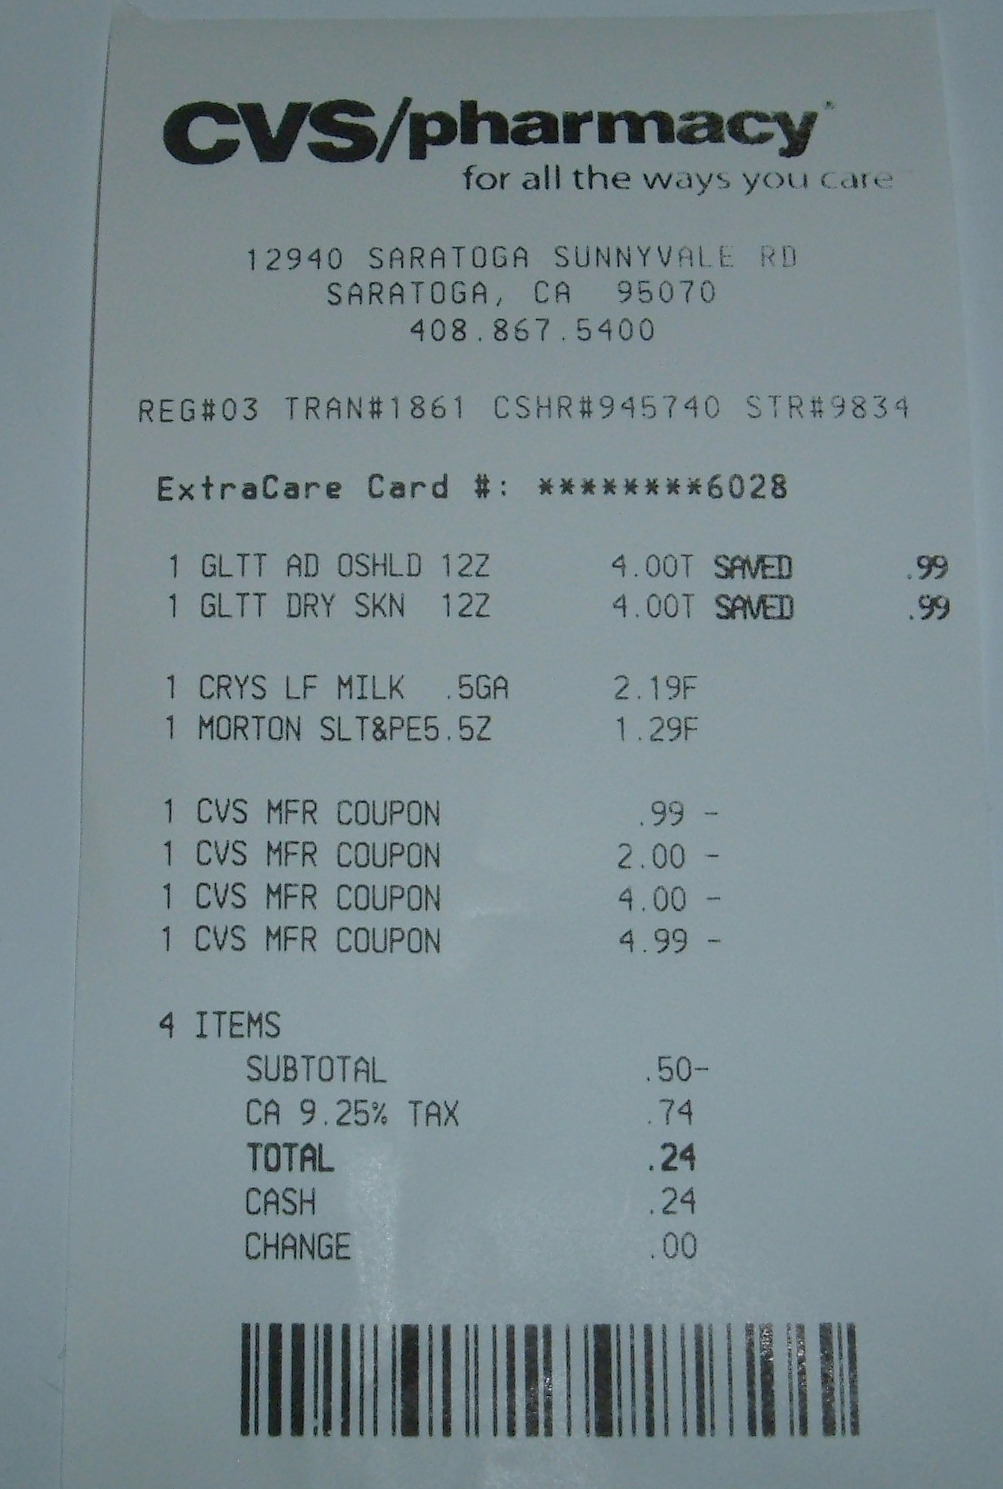 CVS/pharmacy®
for all the ways you care
12940 SARATOGA SUNNYVALE RD
SARATOGA, CA 95070
408.867.5400
REG#03 TRAN#1861 CSHR#945740 STR#9834
ExtraCare Card #: ********6028
1 GLTT AD OSHLD 12Z 4.00T SAVED .99
1 GLTT DRY SKN 12Z 4.00T SAVED .99
1 CRYS LF MILK .5GA 2.19F
1 MORTON SLT&PE5.5Z 1.29F
1 CVS MFR COUPON .99 -
1 CVS MFR COUPON 2.00 -
1 CVS MFR COUPON 4.00 -
1 CVS MFR COUPON 4.99 -
4 ITEMS
SUBTOTAL .50-
CA 9.25% TAX .74
TOTAL .24
CASH .24
CHANGE .00